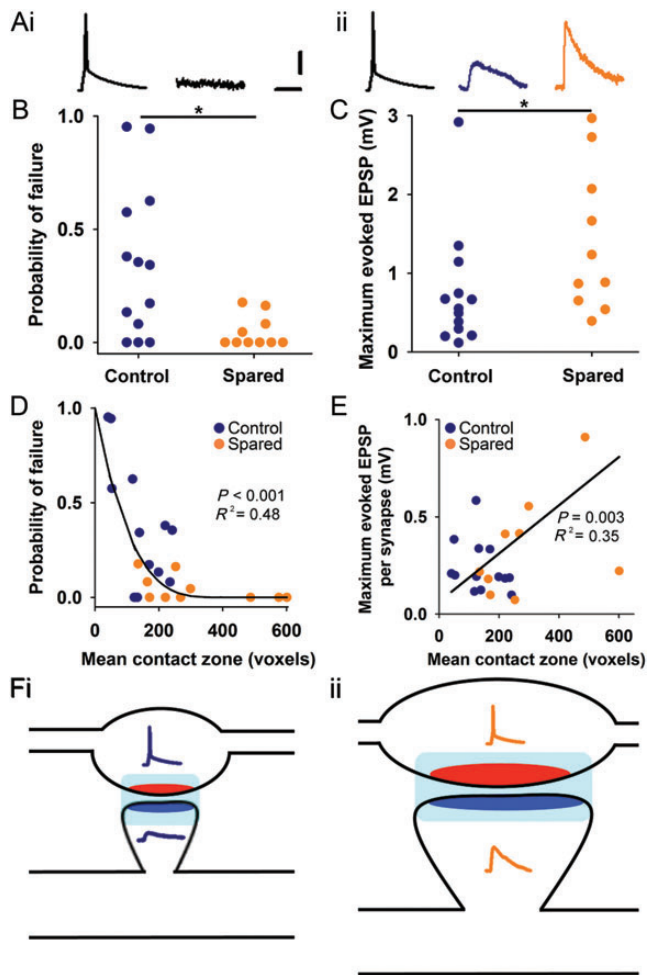 Ai
ii
B
Probability of failure
1.0
0.5
0.0
*
Control
Spared
C
Maximum evoked EPSP (mV)
3
2
1
0
*
Control
Spared
D
Probability of failure
1.0
0.5
0.0
Control
Spared
P < 0.001
R² = 0.48
0
200
400
600
Mean contact zone (voxels)
E
Maximum evoked EPSP
per synapse (mV)
1.0
0.5
0.0
Control
Spared
P = 0.003
R² = 0.35
0
200
400
600
Mean contact zone (voxels)
Fi
ii